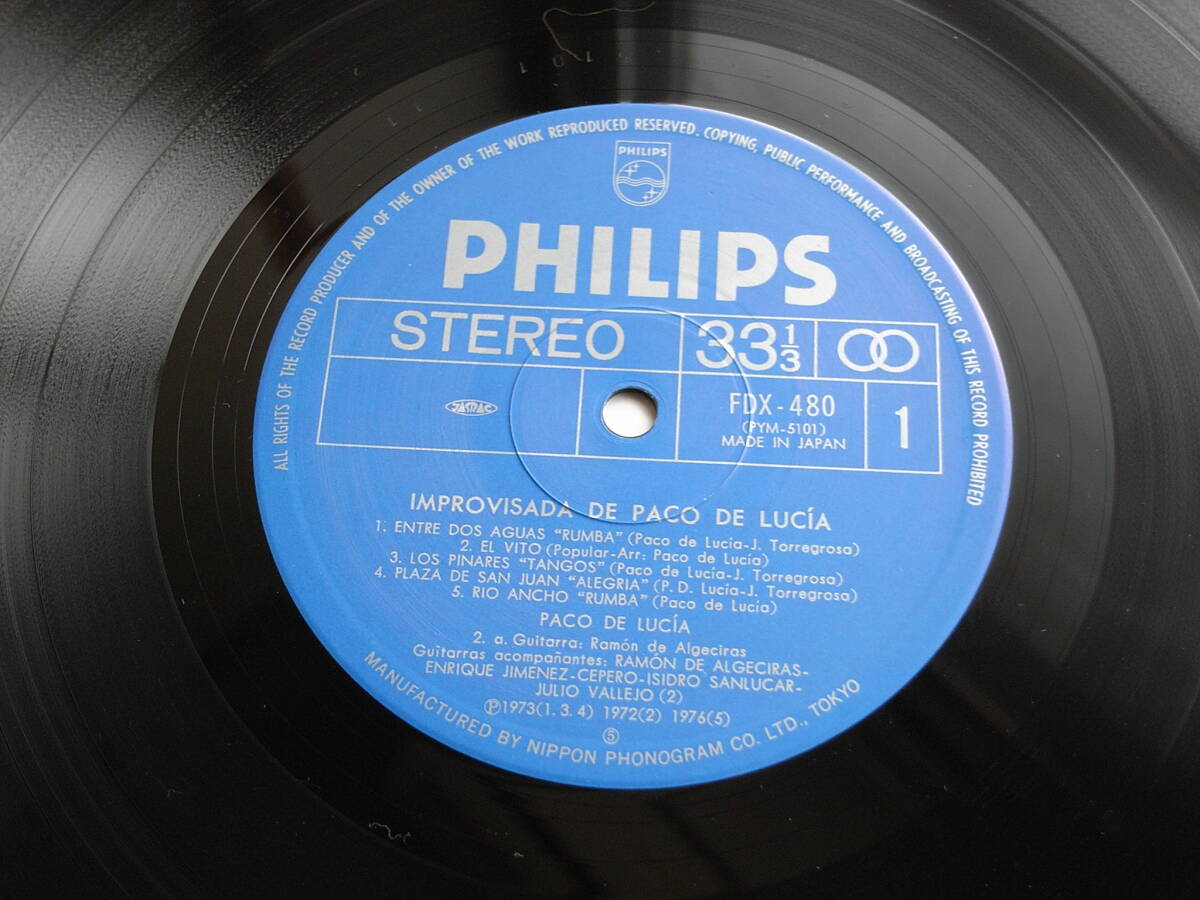 ALL RIGHTS OF THE RECORD PRODUCER AND OF THE OWNER OF THE WORK REPRODUCED RESERVED. COPYING, PUBLIC PERFORMANCE AND BROADCASTING OF THIS RECORD PROHIBITED
PHILIPS
PHILIPS
STEREO
33 1/3
JASRAC
FDX-480
(PYM-5101)
MADE IN JAPAN
1
IMPROVISADA DE PACO DE LUCÍA
1. ENTRE DOS AGUAS "RUMBA" (Paco de Lucía-J. Torregrosa)
2. EL VITO (Popular-Arr: Paco de Lucía)
3. LOS PINARES "TANGOS" (Paco de Lucía-J. Torregrosa)
4. PLAZA DE SAN JUAN "ALEGRIA" (P. D. Lucía-J. Torregrosa)
5. RIO ANCHO "RUMBA" (Paco de Lucía)
PACO DE LUCÍA
2. a. Guitarra: Ramón de Algeciras
Guitarras acompañantes: RAMÓN DE ALGECIRAS-
ENRIQUE JIMENEZ-CEPERO-ISIDRO SANLUCAR-
JULIO VALLEJO (2)
Ⓟ1973(1. 3. 4) 1972(2) 1976(5)
⑤
MANUFACTURED BY NIPPON PHONOGRAM CO. LTD., TOKYO